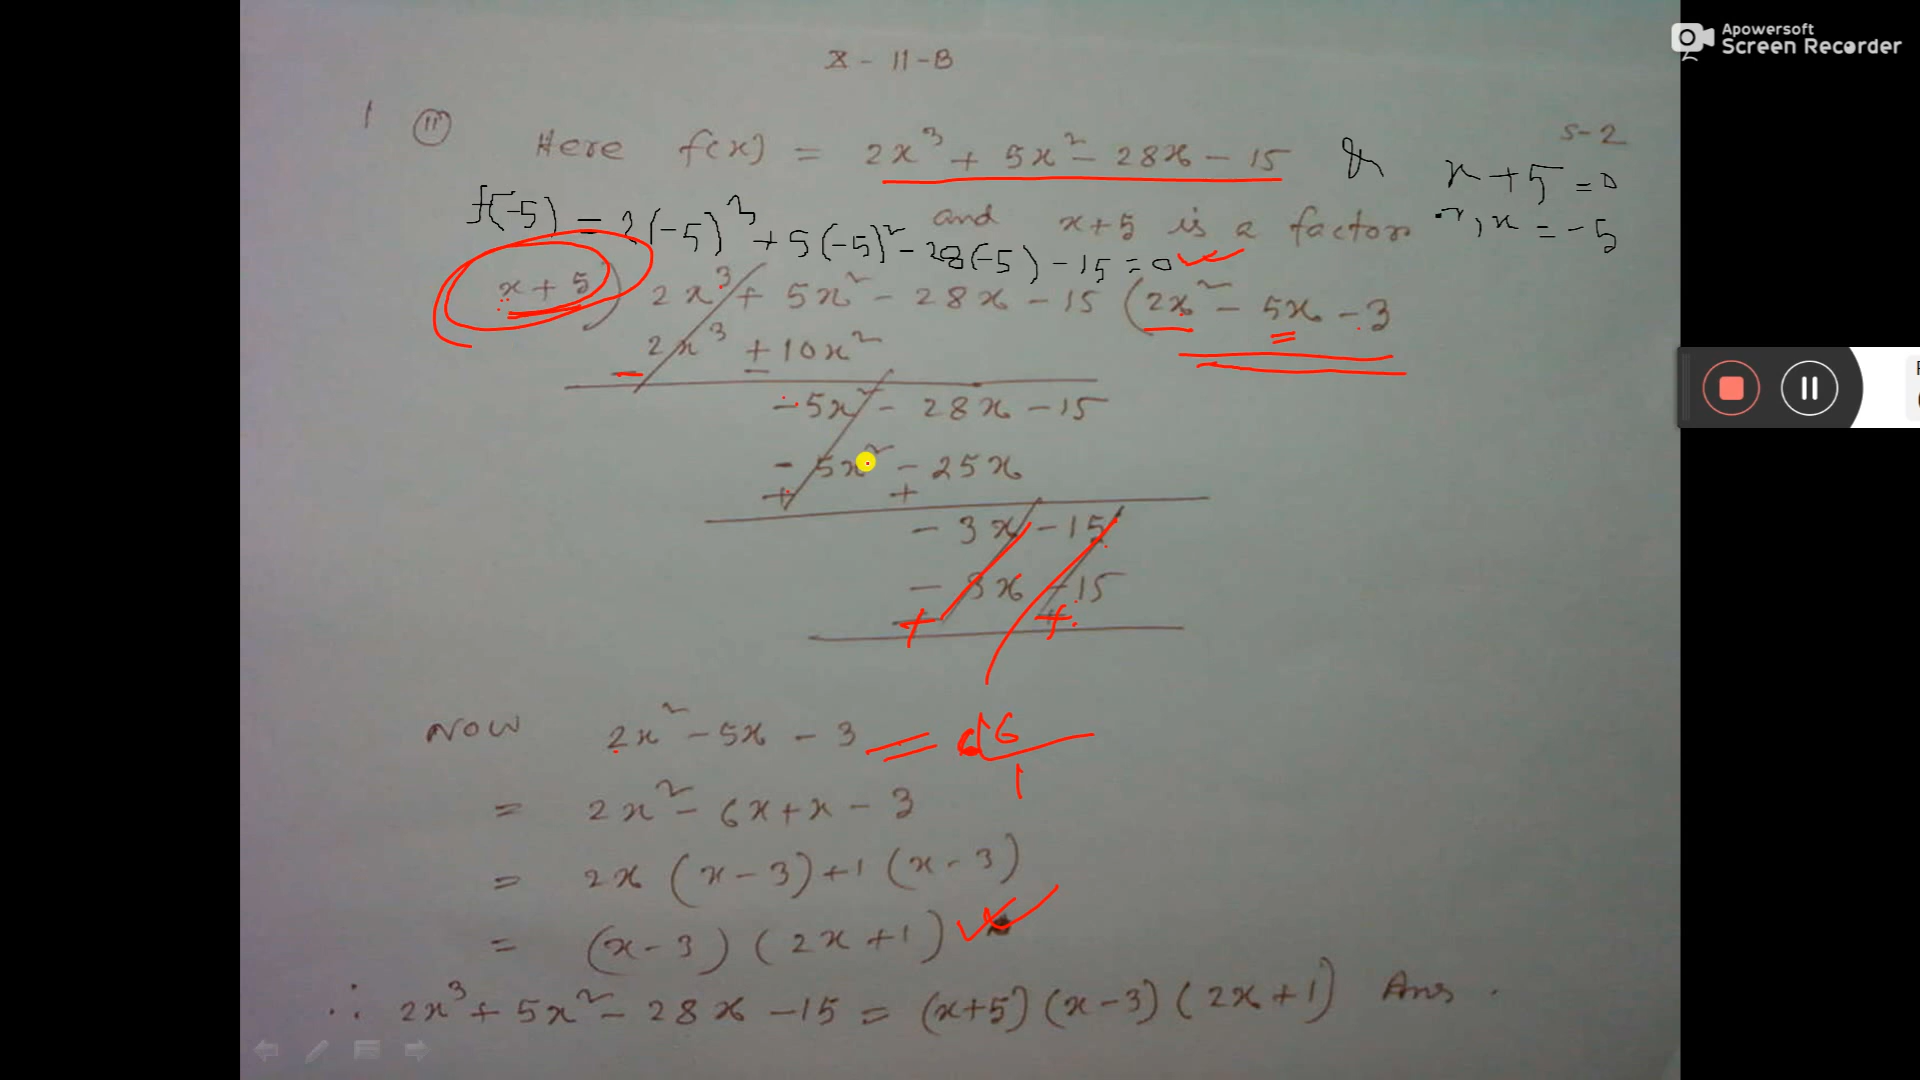 Apowersoft
Screen Recorder
X - 11 - B
S-2
1 (ii) Here f(x) = 2x³ + 5x² - 28x - 15 & x + 5 = 0
and x+5 is a factor x = -5
f(-5) = 2(-5)³ + 5(-5)² - 28(-5) - 15 = 0
x + 5 ) 2x³ + 5x² - 28x - 15 ( 2x² - 5x - 3
2x³ + 10x²
- -
- 5x² - 28x - 15
- 5x² - 25x
+ +
- 3x - 15
- 3x - 15
+ +
Now 2x² - 5x - 3
= 2x² - 6x + x - 3
= 2x (x - 3) + 1 (x - 3)
= (x - 3) (2x + 1)
∴ 2x³ + 5x² - 28x - 15 = (x+5) (x-3) (2x+1) Ans.